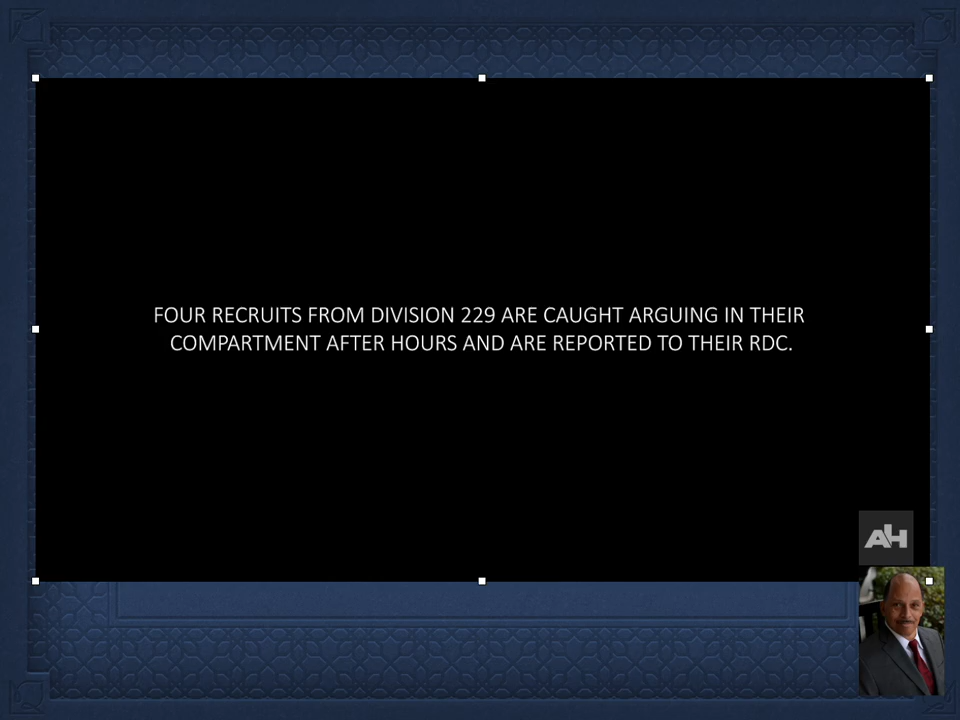 FOUR RECRUITS FROM DIVISION 229 ARE CAUGHT ARGUING IN THEIR
COMPARTMENT AFTER HOURS AND ARE REPORTED TO THEIR RDC.
AH